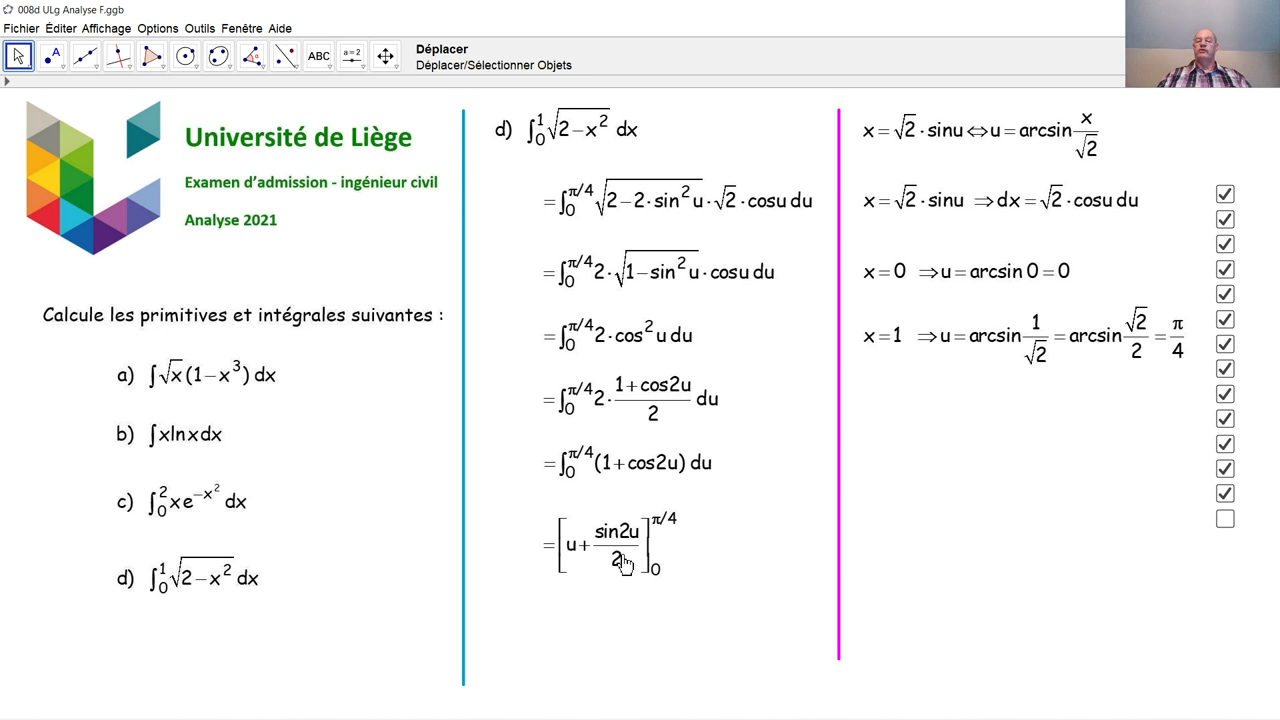 008d ULg Analyse F.ggb
Fichier Éditer Affichage Options Outils Fenêtre Aide
A
ABC
a=2
Déplacer
Déplacer/Sélectionner Objets
Université de Liège
Examen d'admission - ingénieur civil
Analyse 2021
Calcule les primitives et intégrales suivantes :
a) ∫√x(1−x³) dx
b) ∫xlnxdx
c) ∫₀² xe^(−x²) dx
d) ∫₀¹ √(2−x²) dx
d) ∫₀¹ √(2−x²) dx
= ∫₀^(π/4) √(2−2·sin²u)·√2·cosu du
= ∫₀^(π/4) 2·√(1−sin²u)·cosu du
= ∫₀^(π/4) 2·cos²u du
= ∫₀^(π/4) 2·(1+cos2u)/2 du
= ∫₀^(π/4) (1+cos2u) du
= [u+sin2u/2]₀^(π/4)
x=√2·sinu⇔u=arcsin x/√2
x=√2·sinu ⇒dx=√2·cosu du
x=0 ⇒u=arcsin 0=0
x=1 ⇒u=arcsin 1/√2=arcsin √2/2=π/4